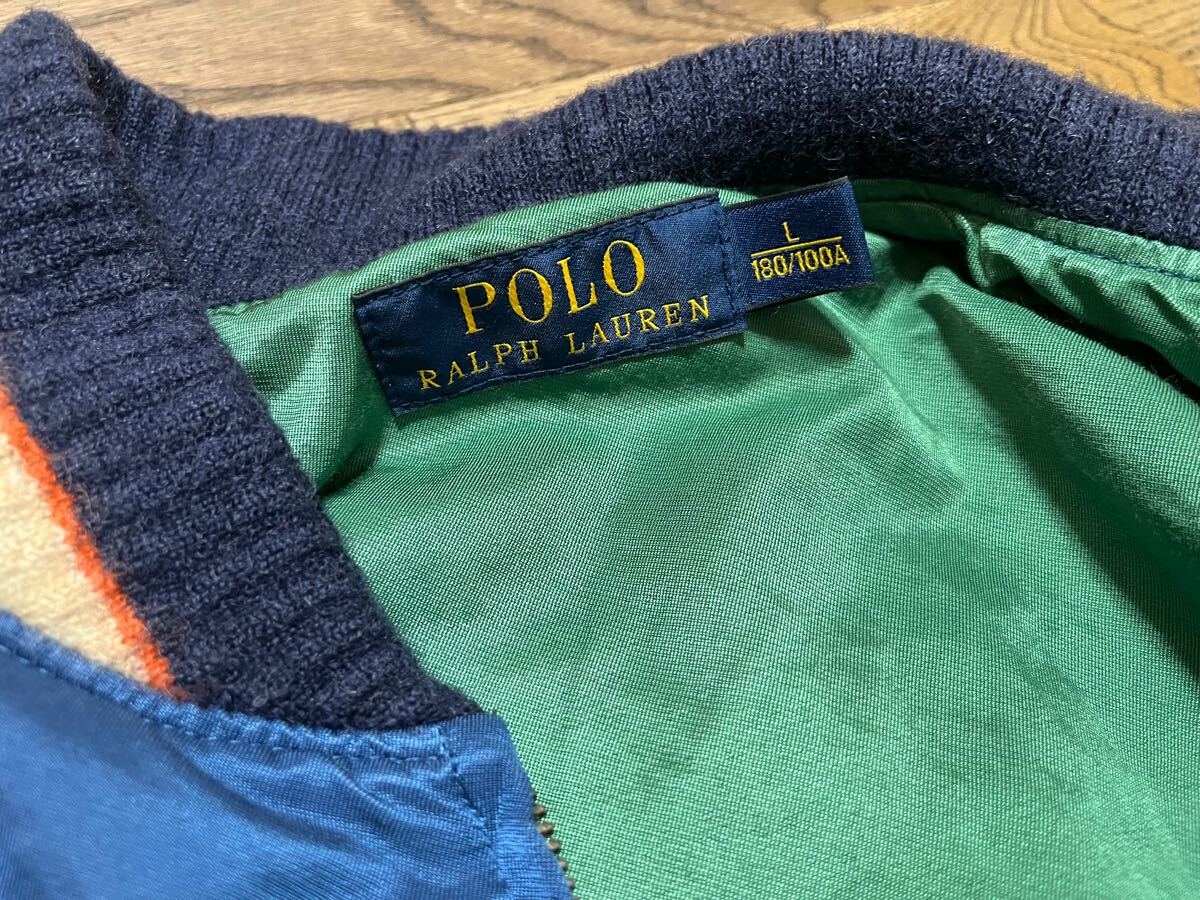 POLO
RALPH LAUREN
L
180/100A